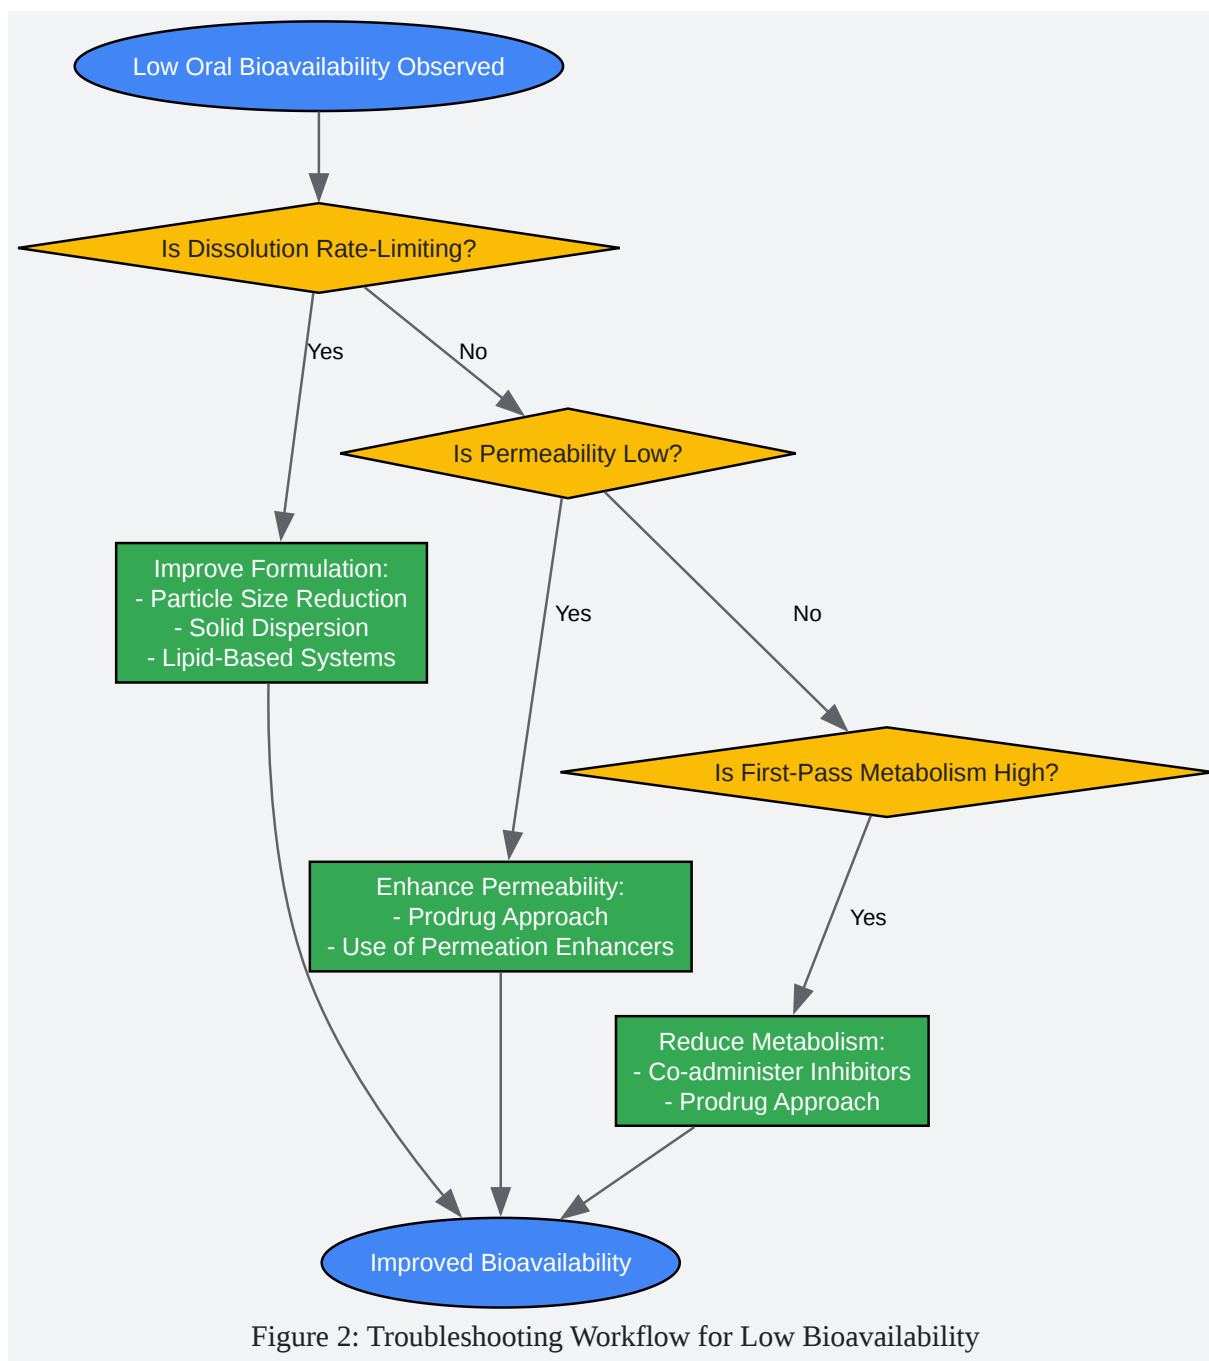 Low Oral Bioavailability Observed
Is Dissolution Rate-Limiting?
Yes
No
Is Permeability Low?
Improve Formulation:
- Particle Size Reduction
- Solid Dispersion
- Lipid-Based Systems
Yes
No
Is First-Pass Metabolism High?
Enhance Permeability:
- Prodrug Approach
- Use of Permeation Enhancers
Yes
Reduce Metabolism:
- Co-administer Inhibitors
- Prodrug Approach
Improved Bioavailability
Figure 2: Troubleshooting Workflow for Low Bioavailability